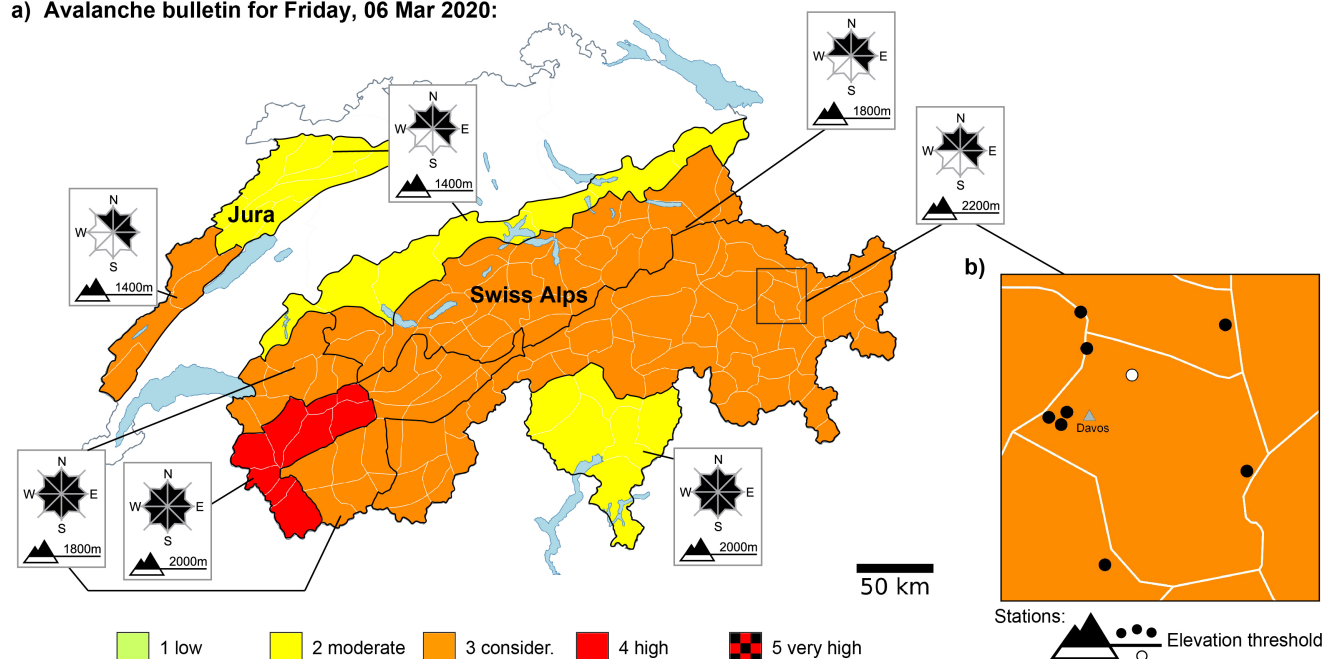 a) Avalanche bulletin for Friday, 06 Mar 2020:
N
W E
S
1800m
N
W E
S
1400m
N
W E
S
2200m
N
W E
S
1400m
Jura
Swiss Alps
b)
Davos
N
W E
S
1800m
N
W E
S
2000m
N
W E
S
2000m
50 km
Stations:
Elevation threshold
1 low
2 moderate
3 consider.
4 high
5 very high